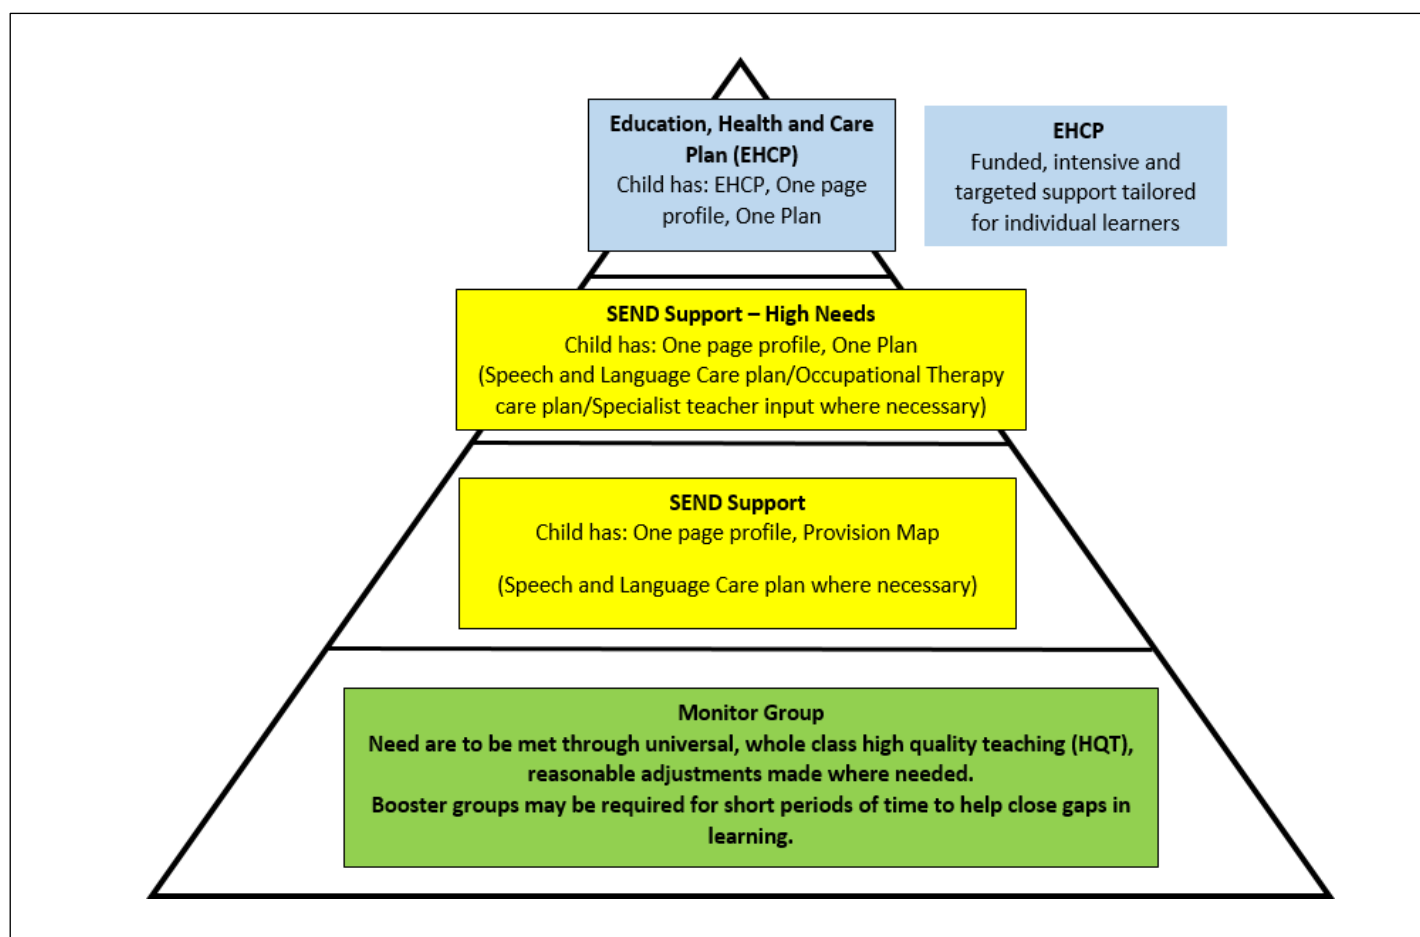 Education, Health and Care
Plan (EHCP)
Child has: EHCP, One page
profile, One Plan
EHCP
Funded, intensive and
targeted support tailored
for individual learners
SEND Support – High Needs
Child has: One page profile, One Plan
(Speech and Language Care plan/Occupational Therapy
care plan/Specialist teacher input where necessary)
SEND Support
Child has: One page profile, Provision Map
(Speech and Language Care plan where necessary)
Monitor Group
Need are to be met through universal, whole class high quality teaching (HQT),
reasonable adjustments made where needed.
Booster groups may be required for short periods of time to help close gaps in
learning.